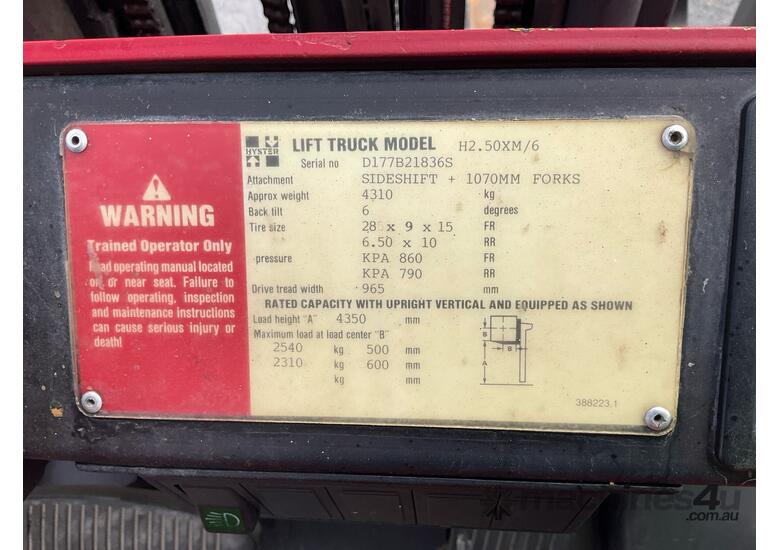 WARNING
Trained Operator Only
Read operating manual located
on or near seat. Failure to
follow operating, inspection
and maintenance instructions
can cause serious injury or
death!
HYSTER
LIFT TRUCK MODEL H2.50XM/6
Serial no D177B21836S
Attachment SIDESHIFT + 1070MM FORKS
Approx weight 4310 kg
Back tilt 6 degrees
Tire size 28 x 9 x 15 FR
6.50 x 10 RR
pressure KPA 860 FR
KPA 790 RR
Drive tread width 965 mm
RATED CAPACITY WITH UPRIGHT VERTICAL AND EQUIPPED AS SHOWN
Load height "A" 4350 mm
Maximum load at load center "B"
2540 kg 500 mm
2310 kg 600 mm
kg mm
B
B
A
388223.1
machines4u
.com.au